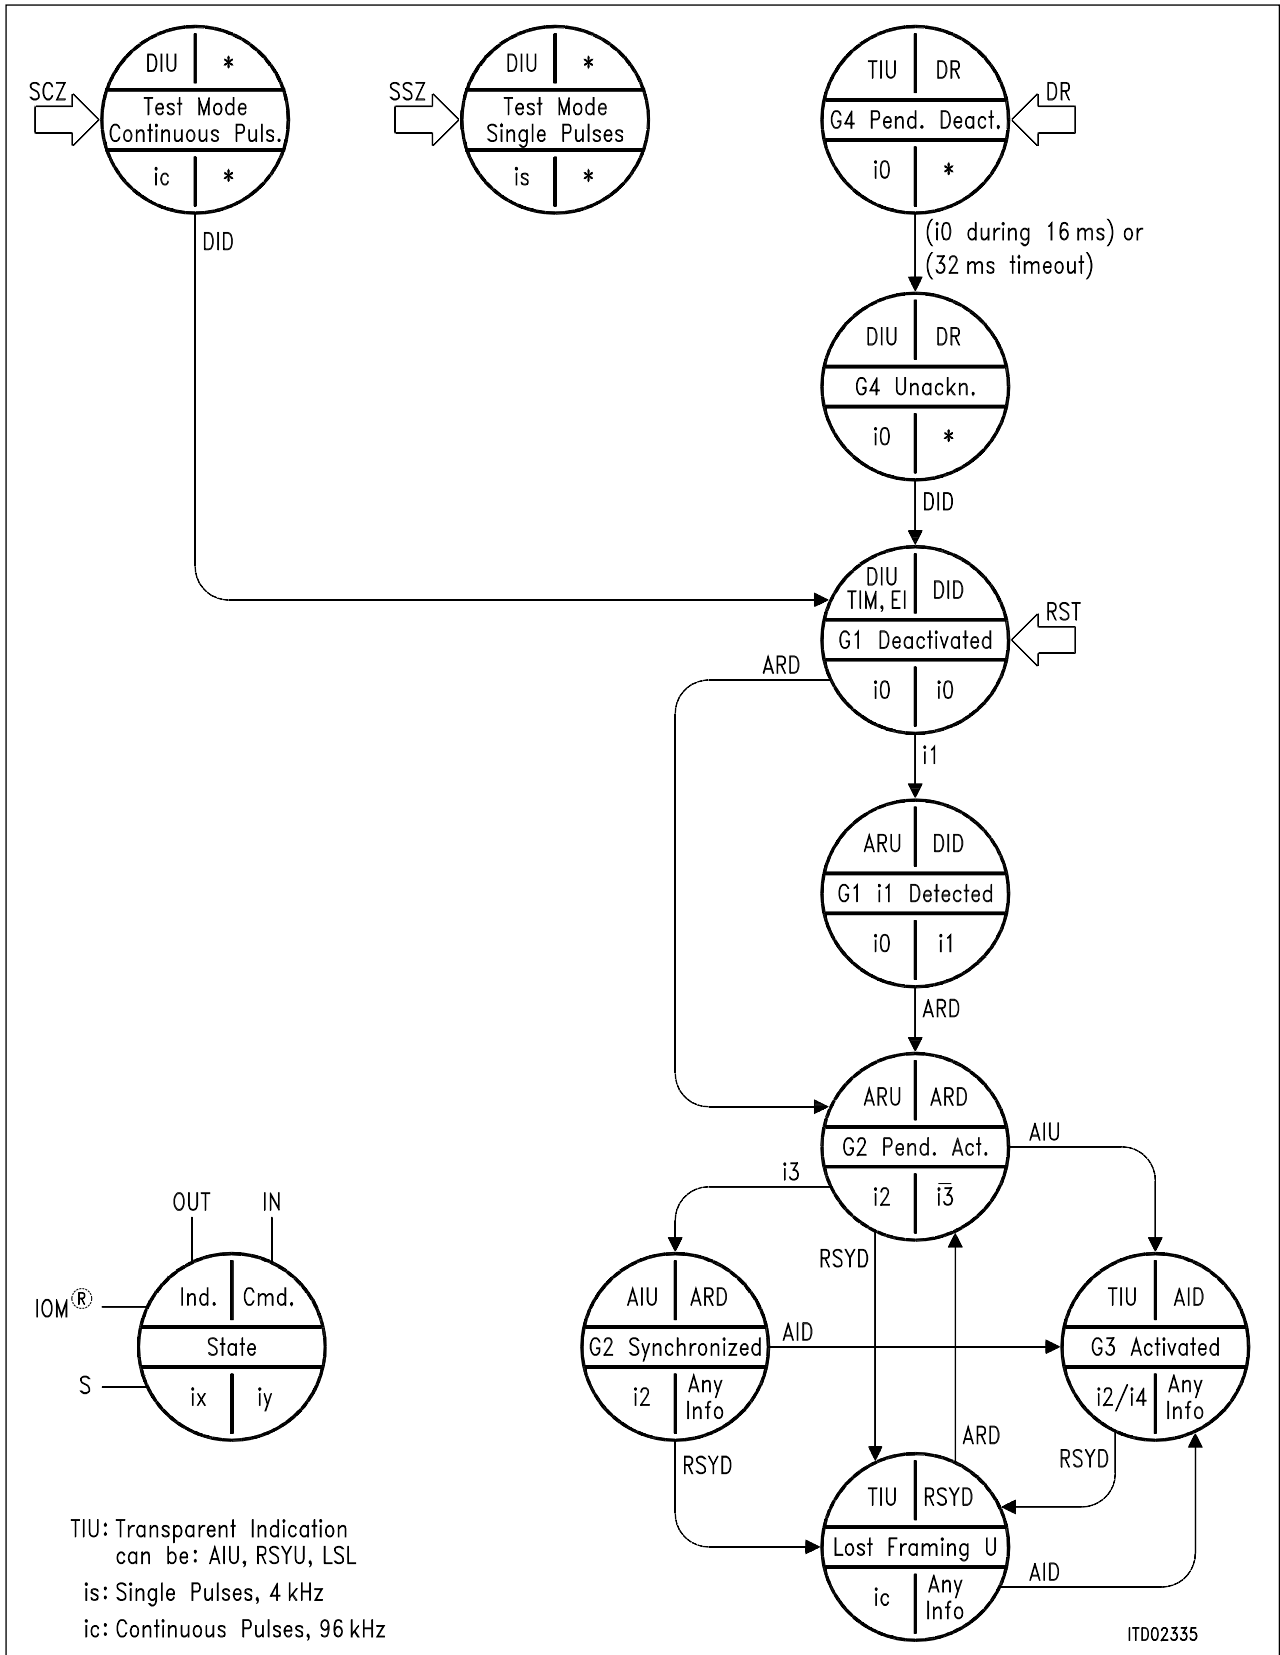 DIU *
SCZ
Test Mode
Continuous Puls.
ic *
DID
DIU *
SSZ
Test Mode
Single Pulses
is *
TIU DR
DR
G4 Pend. Deact.
i0 *
(i0 during 16 ms) or
(32 ms timeout)
DIU DR
G4 Unackn.
i0 *
DID
DIU
TIM, EI
DID
RST
G1 Deactivated
i0 i0
ARD
i1
ARU DID
G1 i1 Detected
i0 i1
ARD
ARU ARD
G2 Pend. Act.
i2 i̅3̅
AIU
i3
RSYD
AIU ARD
G2 Synchronized
i2
Any
Info
AID
RSYD
TIU AID
G3 Activated
i2/i4
Any
Info
ARD
RSYD
TIU RSYD
Lost Framing U
ic
Any
Info
AID
OUT IN
IOM®
Ind. Cmd.
State
S
ix iy
TIU: Transparent Indication
can be: AIU, RSYU, LSL
is: Single Pulses, 4 kHz
ic: Continuous Pulses, 96 kHz
ITD02335